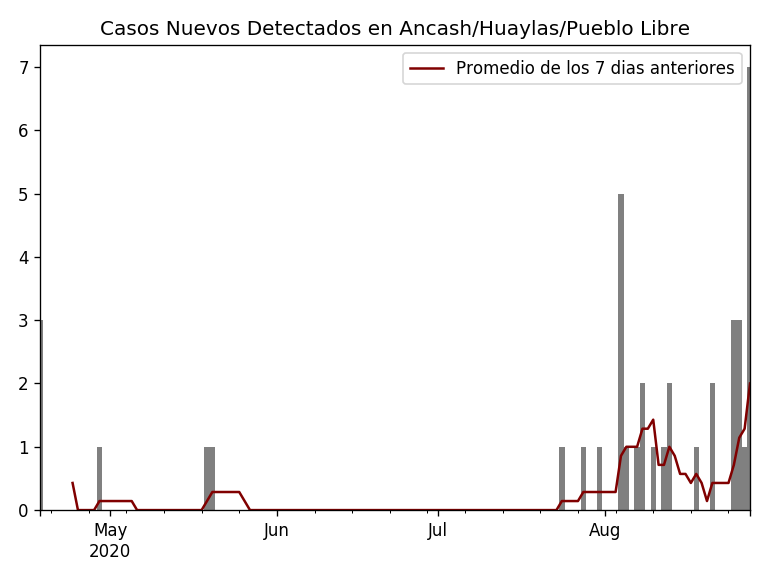 Casos Nuevos Detectados en Ancash/Huaylas/Pueblo Libre
Promedio de los 7 dias anteriores
7
6
5
4
3
2
1
0
May
2020
Jun
Jul
Aug